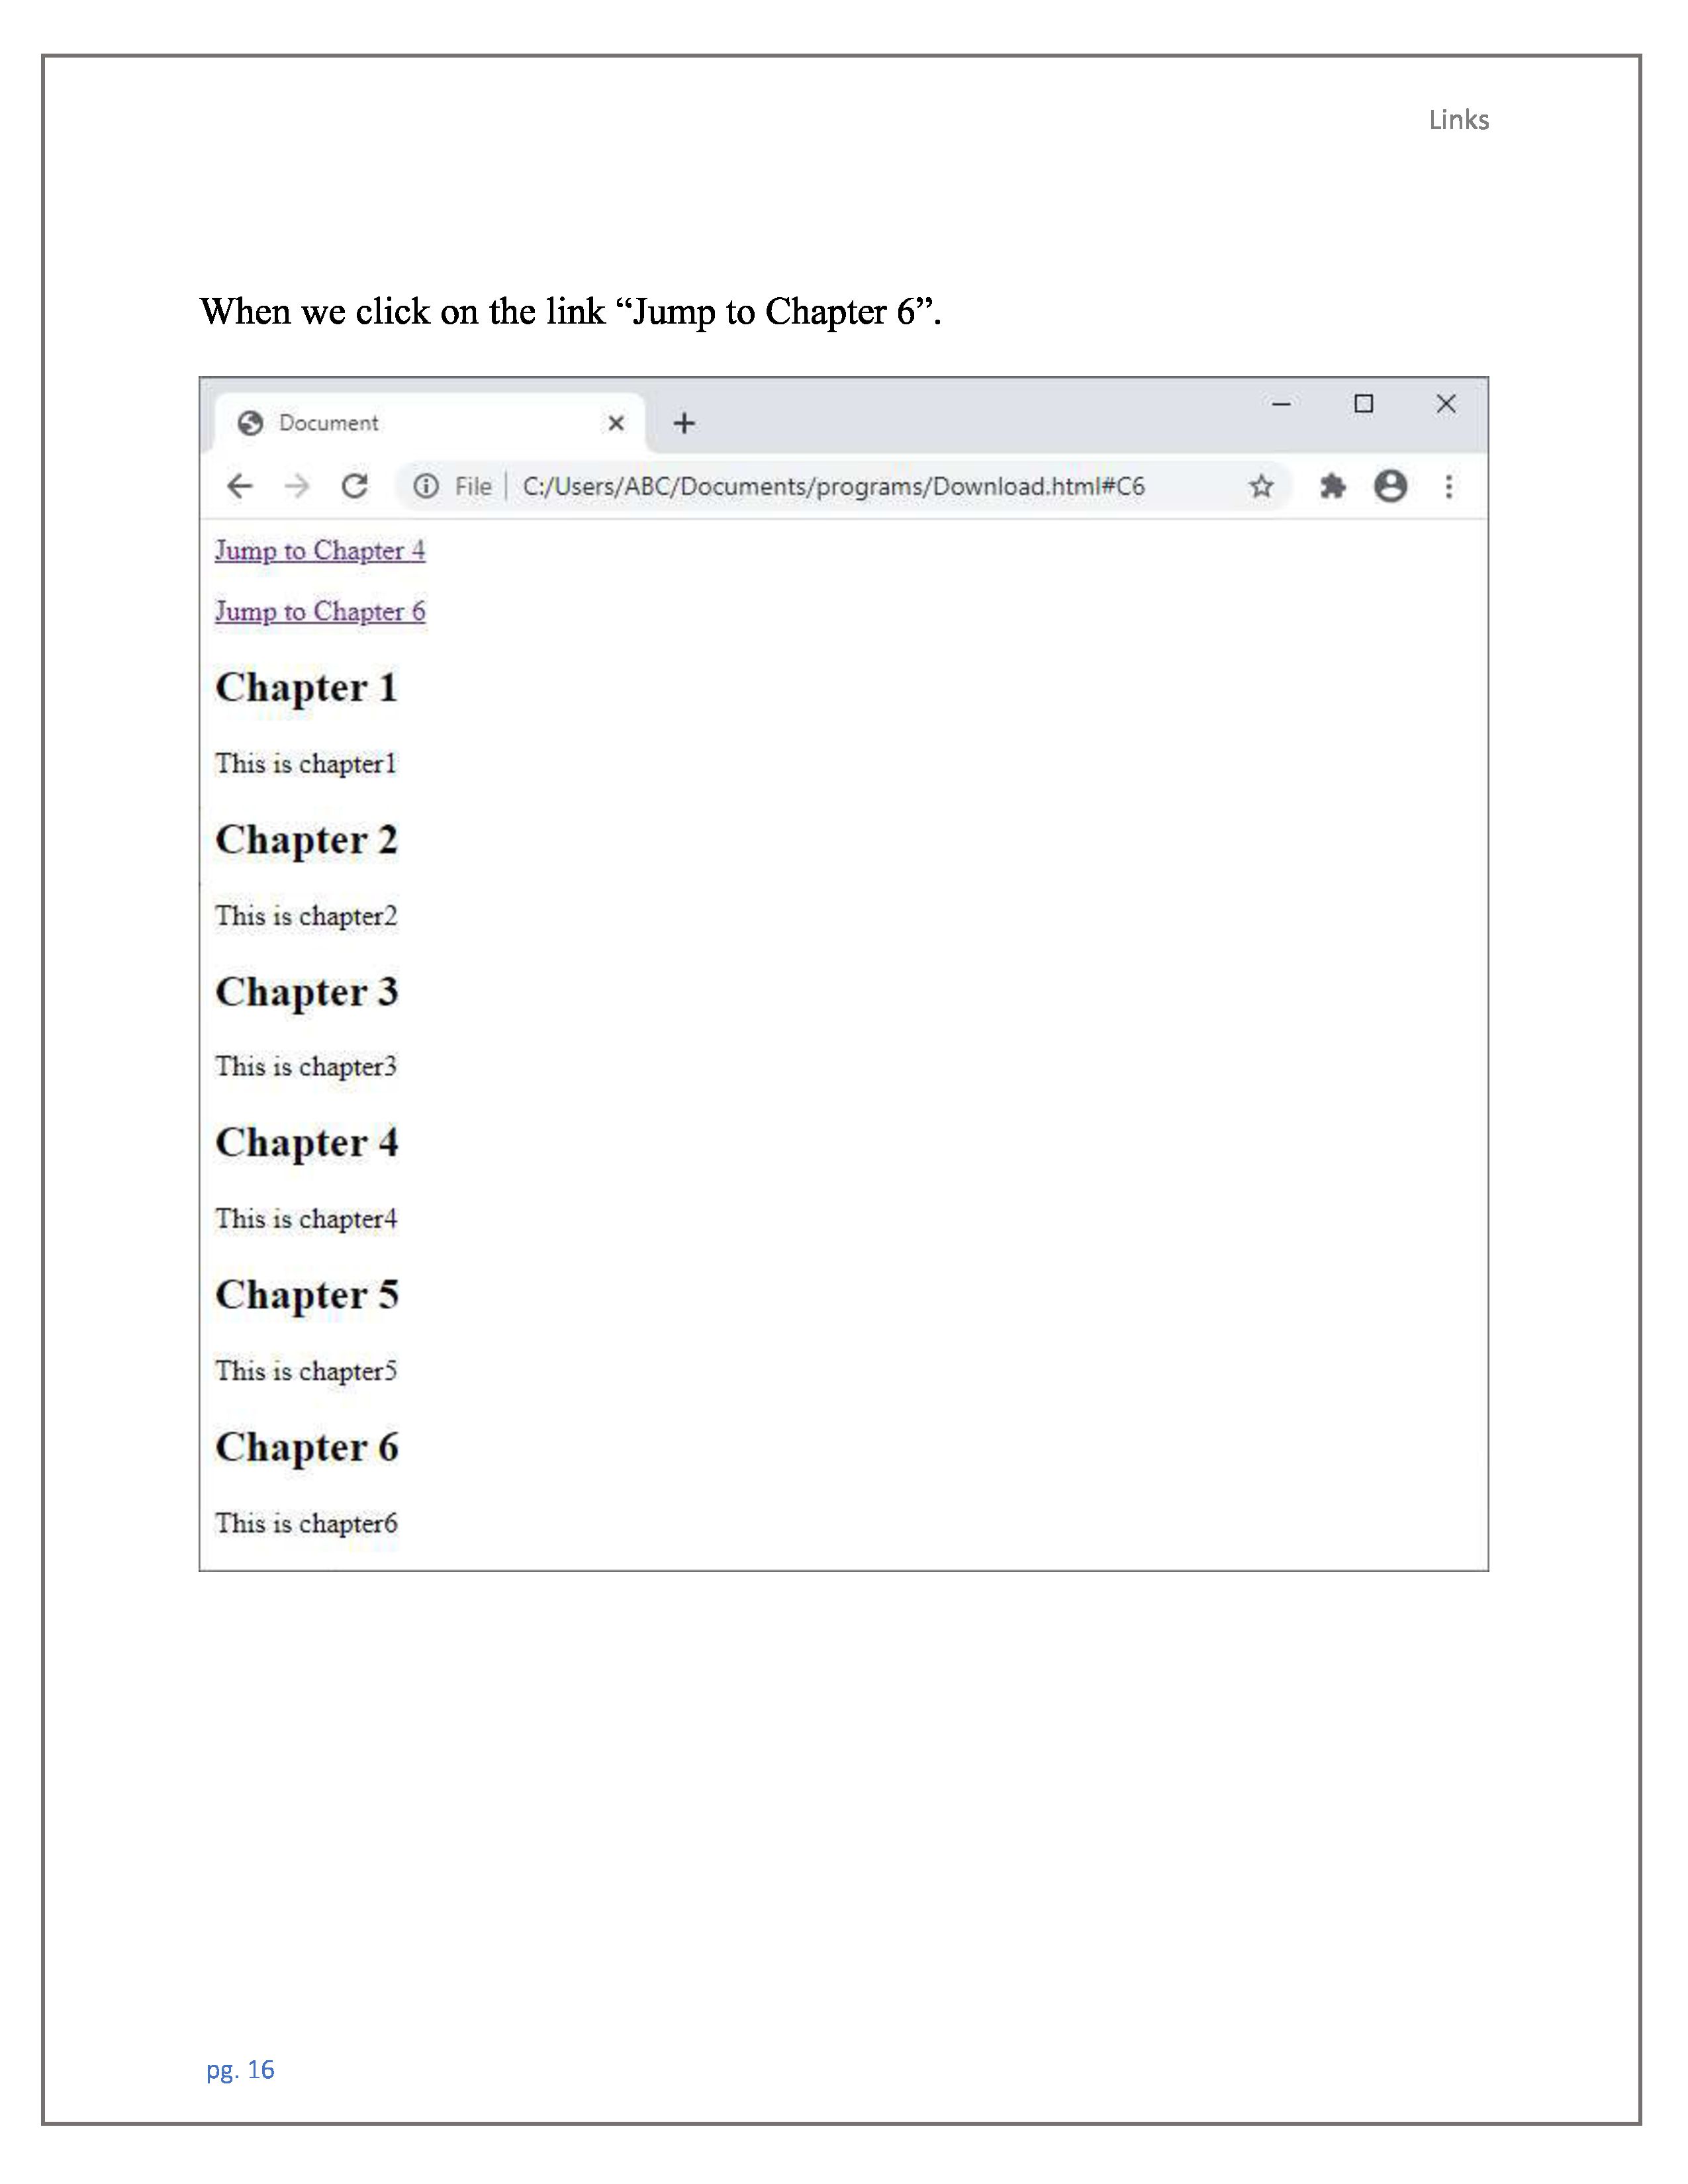 Links
When we click on the link “Jump to Chapter 6”.
Document
File C:/Users/ABC/Documents/programs/Download.html#C6
Jump to Chapter 4
Jump to Chapter 6
Chapter 1
This is chapter1
Chapter 2
This is chapter2
Chapter 3
This is chapter3
Chapter 4
This is chapter4
Chapter 5
This is chapter5
Chapter 6
This is chapter6
pg. 16